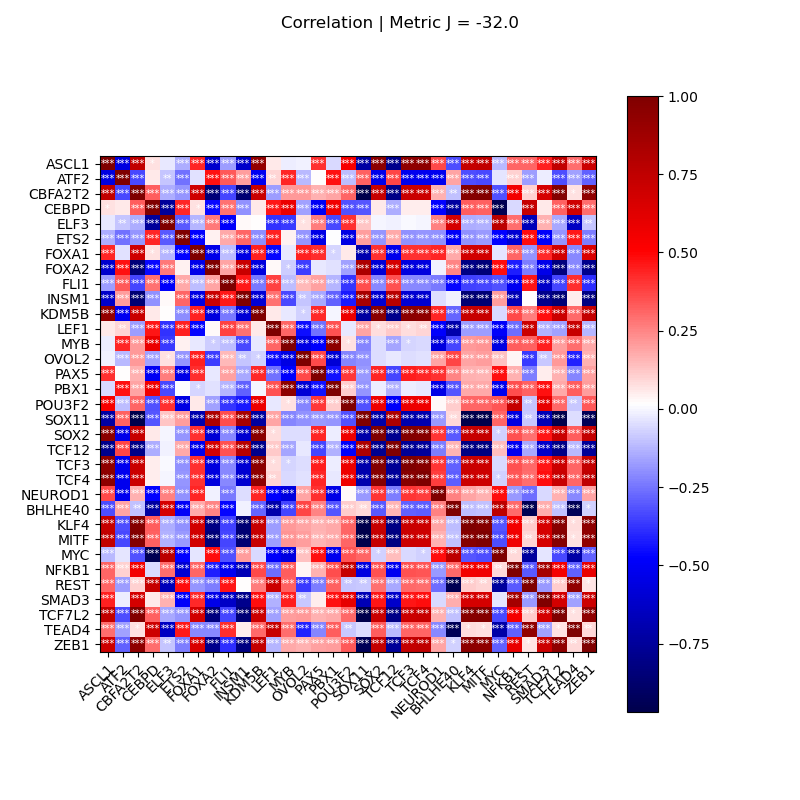 Correlation | Metric J = -32.0
ASCL1
ATF2
CBFA2T2
CEBPD
ELF3
ETS2
FOXA1
FOXA2
FLI1
INSM1
KDM5B
LEF1
MYB
OVOL2
PAX5
PBX1
POU3F2
SOX11
SOX2
TCF12
TCF3
TCF4
NEUROD1
BHLHE40
KLF4
MITF
MYC
NFKB1
REST
SMAD3
TCF7L2
TEAD4
ZEB1
ASCL1
ATF2
CBFA2T2
CEBPD
ELF3
ETS2
FOXA1
FOXA2
FLI1
INSM1
KDM5B
LEF1
MYB
OVOL2
PAX5
PBX1
POU3F2
SOX11
SOX2
TCF12
TCF3
TCF4
NEUROD1
BHLHE40
KLF4
MITF
MYC
NFKB1
REST
SMAD3
TCF7L2
TEAD4
ZEB1
1.00
0.75
0.50
0.25
0.00
−0.25
−0.50
−0.75